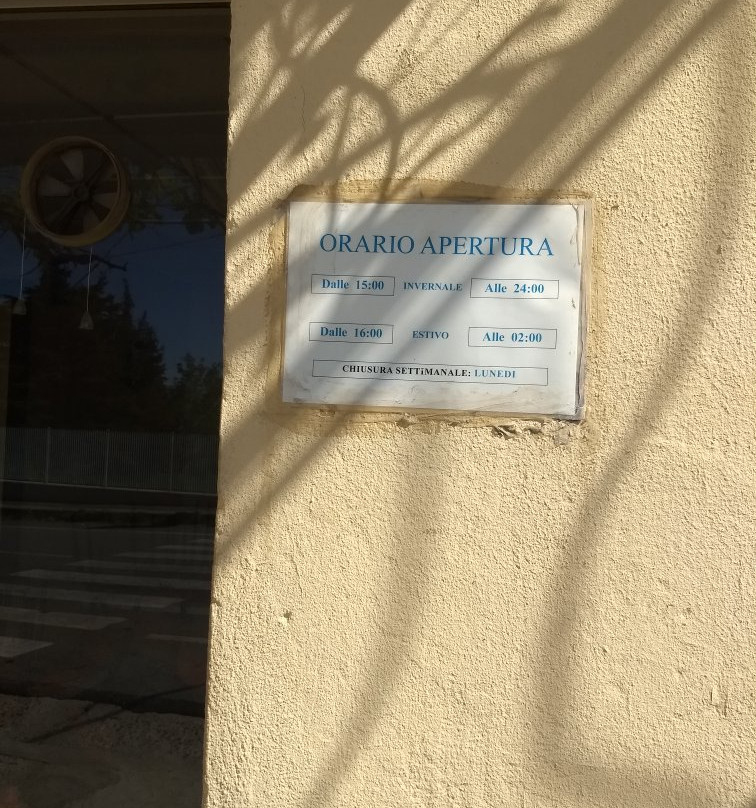 ORARIO APERTURA
Dalle 15:00 INVERNALE Alle 24:00
Dalle 16:00 ESTIVO Alle 02:00
CHIUSURA SETTiMANALE: LUNEDI